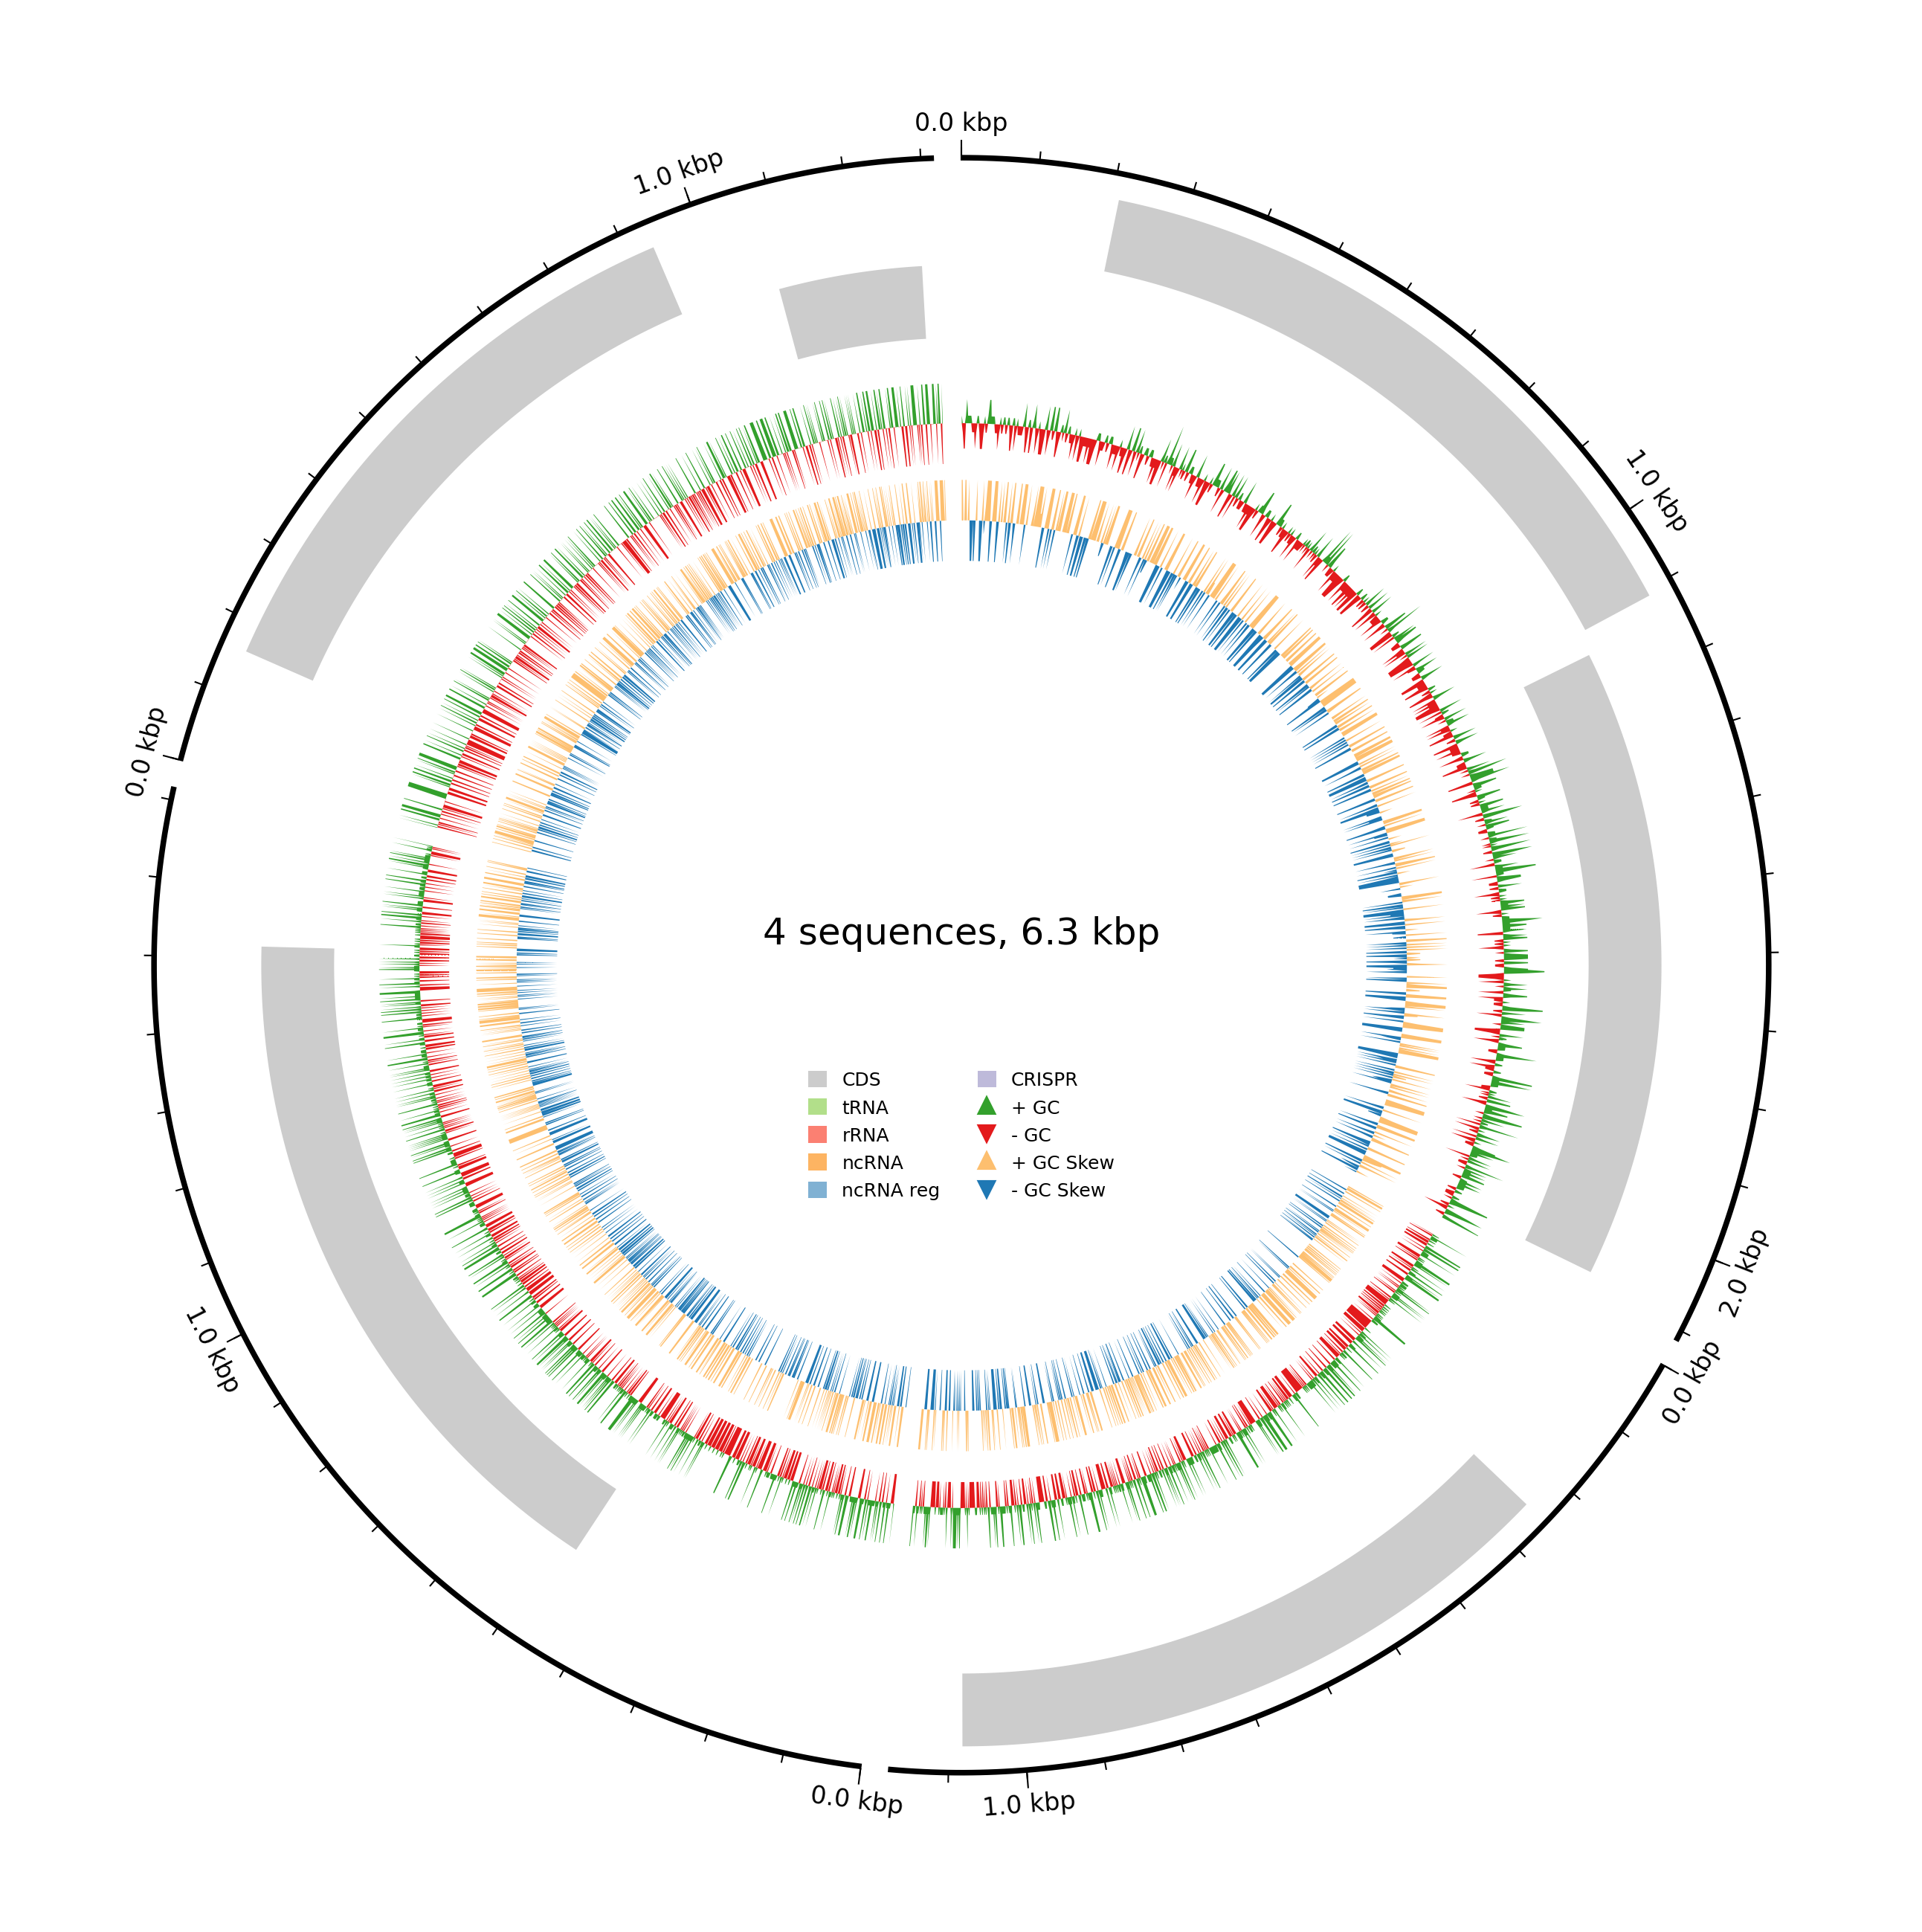 0.0 kbp
1.0 kbp
1.0 kbp
0.0 kbp
4 sequences, 6.3 kbp
CDS
tRNA
rRNA
ncRNA
ncRNA reg
CRISPR
+ GC
- GC
+ GC Skew
- GC Skew
2.0 kbp
0.0 kbp
1.0 kbp
0.0 kbp
1.0 kbp